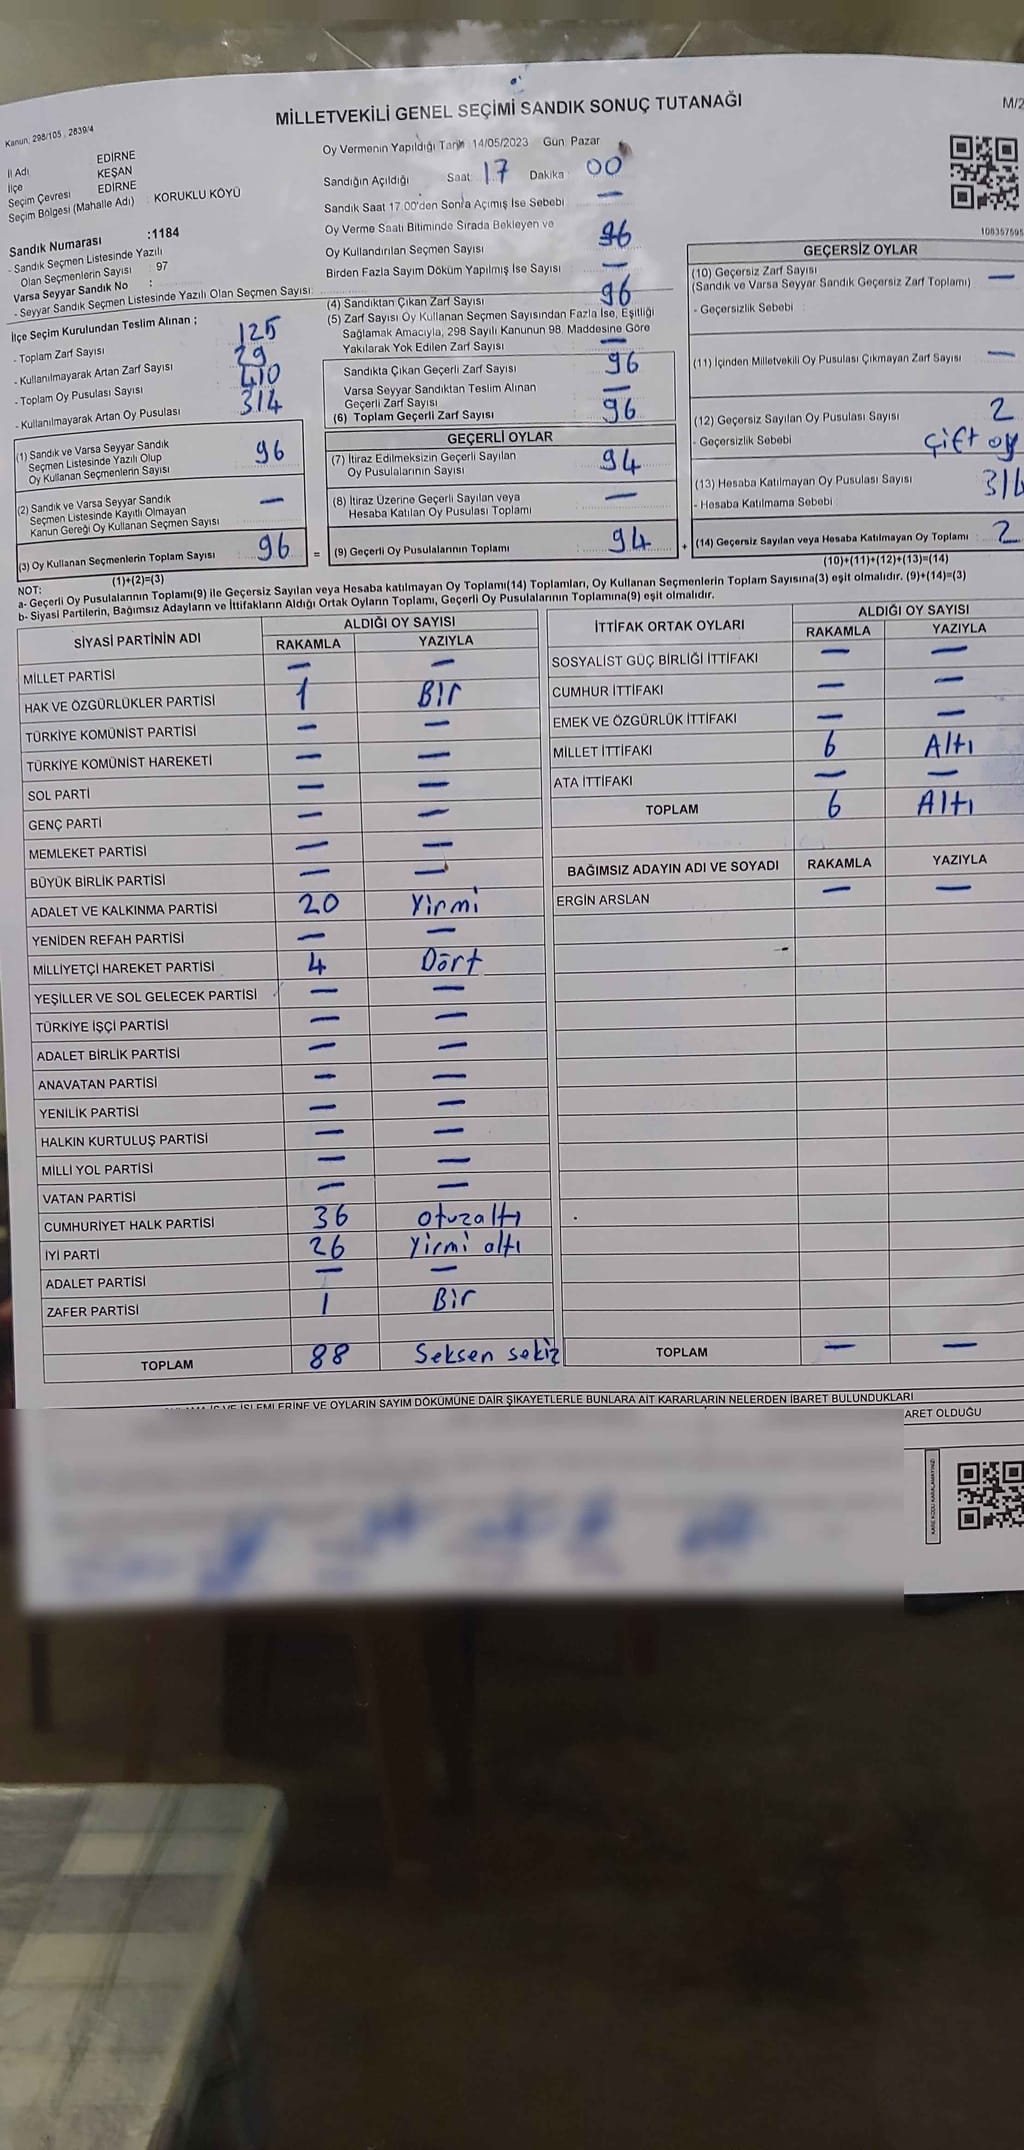 MİLLETVEKİLİ GENEL SEÇİMİ SANDIK SONUÇ TUTANAĞI
M/2
Kanun, 298/105 , 2839/4
İl Adı EDİRNE
İlçe KEŞAN
Seçim Çevresi EDİRNE
Seçim Bölgesi (Mahalle Adı) : KORUKLU KÖYÜ
Sandık Numarası :1184
- Sandık Seçmen Listesinde Yazılı
Olan Seçmenlerin Sayısı : 97
Varsa Seyyar Sandık No :
- Seyyar Sandık Seçmen Listesinde Yazılı Olan Seçmen Sayısı:
Oy Vermenin Yapıldığı Tarih 14/05/2023 Gün: Pazar
Sandığın Açıldığı Saat: 17 Dakika 00
Sandık Saat 17.00'den Sonra Açımış İse Sebebi —
Oy Verme Saati Bitiminde Sırada Bekleyen ve
Oy Kullandırılan Seçmen Sayısı 96
Birden Fazla Sayım Döküm Yapılmış İse Sayısı —
108357595
İlçe Seçim Kurulundan Teslim Alınan ;
- Toplam Zarf Sayısı 125
- Kullanılmayarak Artan Zarf Sayısı 29
- Toplam Oy Pusulası Sayısı 410
- Kullanılmayarak Artan Oy Pusulası 314
(1) Sandık ve Varsa Seyyar Sandık
Seçmen Listesinde Yazılı Olup
Oy Kullanan Seçmenlerin Sayısı 96
(2) Sandık ve Varsa Seyyar Sandık
Seçmen Listesinde Kayıtlı Olmayan
Kanun Gereği Oy Kullanan Seçmen Sayısı —
(3) Oy Kullanan Seçmenlerin Toplam Sayısı : 96 =
(1)+(2)=(3)
(4) Sandıktan Çıkan Zarf Sayısı 96
(5) Zarf Sayısı Oy Kullanan Seçmen Sayısından Fazla İse, Eşitliği
Sağlamak Amacıyla, 298 Sayılı Kanunun 98. Maddesine Göre
Yakılarak Yok Edilen Zarf Sayısı —
Sandıkta Çıkan Geçerli Zarf Sayısı 96
Varsa Seyyar Sandıktan Teslim Alınan
Geçerli Zarf Sayısı —
(6) Toplam Geçerli Zarf Sayısı 96
GEÇERLİ OYLAR
(7) İtiraz Edilmeksizin Geçerli Sayılan
Oy Pusulalarının Sayısı 94
(8) İtiraz Üzerine Geçerli Sayılan veya
Hesaba Katılan Oy Pusulası Toplamı —
(9) Geçerli Oy Pusulalarının Toplamı : 94 +
GEÇERSİZ OYLAR
(10) Geçersiz Zarf Sayısı
(Sandık ve Varsa Seyyar Sandık Geçersiz Zarf Toplamı) —
- Geçersizlik Sebebi :
(11) İçinden Milletvekili Oy Pusulası Çıkmayan Zarf Sayısı —
(12) Geçersiz Sayılan Oy Pusulası Sayısı 2
- Geçersizlik Sebebi çift oy
(13) Hesaba Katılmayan Oy Pusulası Sayısı
- Hesaba Katılmama Sebebi
(14) Geçersiz Sayılan veya Hesaba Katılmayan Oy Toplamı : 2
(10)+(11)+(12)+(13)=(14)
NOT:
a- Geçerli Oy Pusulalarının Toplamı(9) ile Geçersiz Sayılan veya Hesaba katılmayan Oy Toplamı(14) Toplamları, Oy Kullanan Seçmenlerin Toplam Sayısına(3) eşit olmalıdır. (9)+(14)=(3)
b- Siyasi Partilerin, Bağımsız Adayların ve İttifakların Aldığı Ortak Oyların Toplamı, Geçerli Oy Pusulalarının Toplamına(9) eşit olmalıdır.
SİYASİ PARTİNİN ADI ALDIĞI OY SAYISI
RAKAMLA YAZIYLA
MİLLET PARTİSİ — —
HAK VE ÖZGÜRLÜKLER PARTİSİ 1 Bir
TÜRKİYE KOMÜNİST PARTİSİ — —
TÜRKİYE KOMÜNİST HAREKETİ — —
SOL PARTİ — —
GENÇ PARTİ — —
MEMLEKET PARTİSİ — —
BÜYÜK BİRLİK PARTİSİ — —
ADALET VE KALKINMA PARTİSİ 20 Yirmi
YENİDEN REFAH PARTİSİ — —
MİLLİYETÇİ HAREKET PARTİSİ 4 Dört
YEŞİLLER VE SOL GELECEK PARTİSİ — —
TÜRKİYE İŞÇİ PARTİSİ — —
ADALET BİRLİK PARTİSİ — —
ANAVATAN PARTİSİ — —
YENİLİK PARTİSİ — —
HALKIN KURTULUŞ PARTİSİ — —
MİLLİ YOL PARTİSİ — —
VATAN PARTİSİ — —
CUMHURİYET HALK PARTİSİ 36 otuzaltı
İYİ PARTİ 26 Yirmi altı
ADALET PARTİSİ — —
ZAFER PARTİSİ 1 Bir
TOPLAM 88 Seksen sekiz
İTTİFAK ORTAK OYLARI ALDIĞI OY SAYISI
RAKAMLA YAZIYLA
SOSYALİST GÜÇ BİRLİĞİ İTTİFAKI — —
CUMHUR İTTİFAKI — —
EMEK VE ÖZGÜRLÜK İTTİFAKI — —
MİLLET İTTİFAKI 6 Altı
ATA İTTİFAKI — —
TOPLAM 6 Altı
BAĞIMSIZ ADAYIN ADI VE SOYADI RAKAMLA YAZIYLA
ERGİN ARSLAN — —
TOPLAM — —
VE İŞLEMLERİNE VE OYLARIN SAYIM DÖKÜMÜNE DAİR ŞİKAYETLERLE BUNLARA AİT KARARLARIN NELERDEN İBARET BULUNDUKLARI
ARET OLDUĞU
KARE KODU KARALAMAYINIZ!